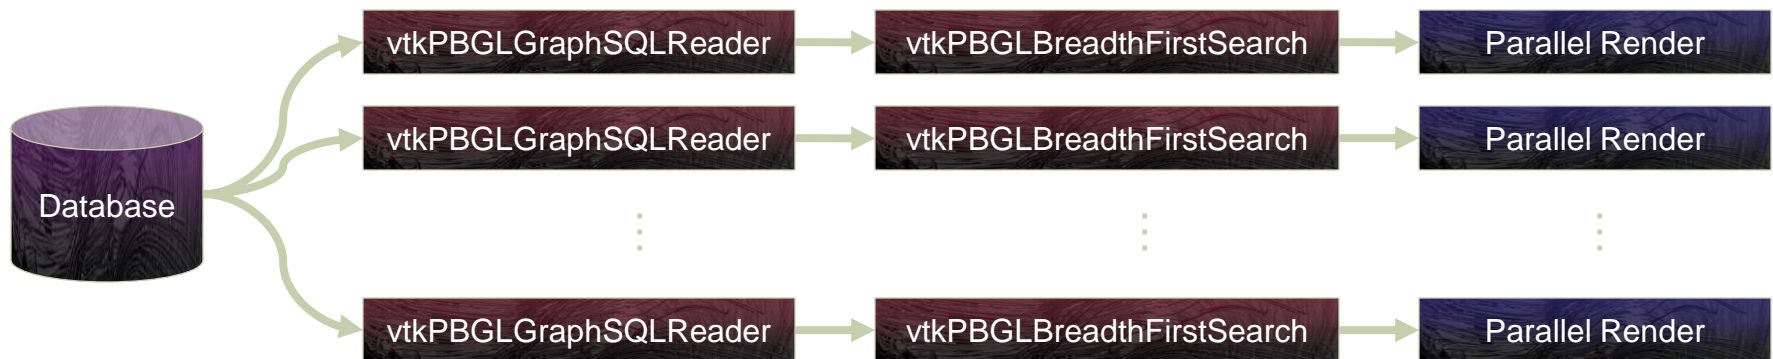 vtkPBGLGraphSQLReader vtkPBGLBreadthFirstSearch Parallel Render
vtkPBGLGraphSQLReader vtkPBGLBreadthFirstSearch Parallel Render
Database
⋮ ⋮ ⋮
vtkPBGLGraphSQLReader vtkPBGLBreadthFirstSearch Parallel Render